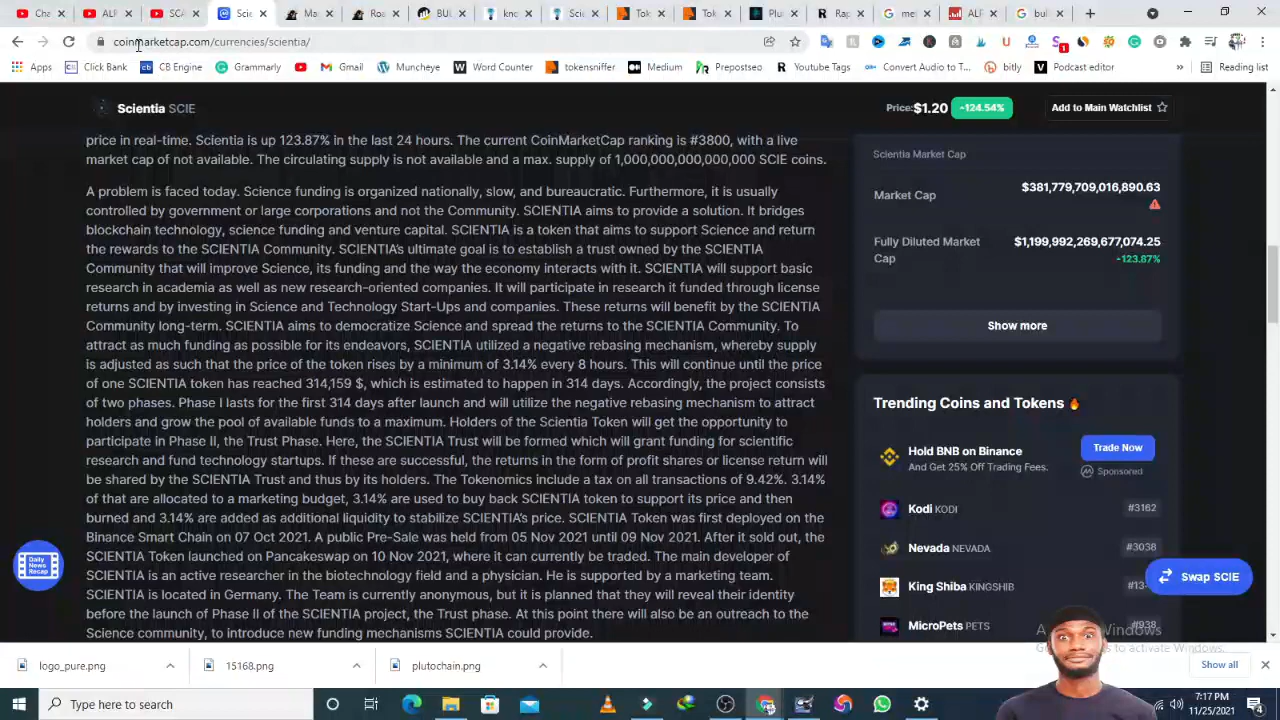 YC
ALF
SCI
Scie
Ma
Roa
BUL
kno
Scie
Tok
Tok
Plu
Rap
me
ALF
bul
coinmarketcap.com/currencies/scientia/
Apps
Click Bank
CB Engine
Grammarly
Gmail
Muncheye
Word Counter
tokensniffer
Medium
Prepostseo
Youtube Tags
Convert Audio to T...
bitly
Podcast editor
»
Reading list
Scientia SCIE
Price:$1.20
~124.54%
Add to Main Watchlist
price in real-time. Scientia is up 123.87% in the last 24 hours. The current CoinMarketCap ranking is #3800, with a live
market cap of not available. The circulating supply is not available and a max. supply of 1,000,000,000,000,000 SCIE coins.
A problem is faced today. Science funding is organized nationally, slow, and bureaucratic. Furthermore, it is usually
controlled by government or large corporations and not the Community. SCIENTIA aims to provide a solution. It bridges
blockchain technology, science funding and venture capital. SCIENTIA is a token that aims to support Science and return
the rewards to the SCIENTIA Community. SCIENTIA's ultimate goal is to establish a trust owned by the SCIENTIA
Community that will improve Science, its funding and the way the economy interacts with it. SCIENTIA will support basic
research in academia as well as new research-oriented companies. It will participate in research it funded through license
returns and by investing in Science and Technology Start-Ups and companies. These returns will benefit by the SCIENTIA
Community long-term. SCIENTIA aims to democratize Science and spread the returns to the SCIENTIA Community. To
attract as much funding as possible for its endeavors, SCIENTIA utilized a negative rebasing mechanism, whereby supply
is adjusted as such that the price of the token rises by a minimum of 3.14% every 8 hours. This will continue until the price
of one SCIENTIA token has reached 314,159 $, which is estimated to happen in 314 days. Accordingly, the project consists
of two phases. Phase I lasts for the first 314 days after launch and will utilize the negative rebasing mechanism to attract
holders and grow the pool of available funds to a maximum. Holders of the Scientia Token will get the opportunity to
participate in Phase II, the Trust Phase. Here, the SCIENTIA Trust will be formed which will grant funding for scientific
research and fund technology startups. If these are successful, the returns in the form of profit shares or license return will
be shared by the SCIENTIA Trust and thus by its holders. The Tokenomics include a tax on all transactions of 9.42%. 3.14%
of that are allocated to a marketing budget, 3.14% are used to buy back SCIENTIA token to support its price and then
burned and 3.14% are added as additional liquidity to stabilize SCIENTIA's price. SCIENTIA Token was first deployed on the
Binance Smart Chain on 07 Oct 2021. A public Pre-Sale was held from 05 Nov 2021 until 09 Nov 2021. After it sold out, the
SCIENTIA Token launched on Pancakeswap on 10 Nov 2021, where it can currently be traded. The main developer of
SCIENTIA is an active researcher in the biotechnology field and a physician. He is supported by a marketing team.
SCIENTIA is located in Germany. The Team is currently anonymous, but it is planned that they will reveal their identity
before the launch of Phase II of the SCIENTIA project, the Trust phase. At this point there will also be an outreach to the
Science community, to introduce new funding mechanisms SCIENTIA could provide.
Scientia Market Cap
Market Cap
$381,779,709,016,890.63
Fully Diluted Market
Cap
$1,199,992,269,677,074.25
-123.87%
Show more
Trending Coins and Tokens
Hold BNB on Binance
And Get 25% Off Trading Fees.
Trade Now
Sponsored
Kodi KODI
#3162
Nevada NEVADA
#3038
King Shiba KINGSHIB
MicroPets PETS
#938
Swap SCIE
Daily
News
Recap
logo_pure.png
15168.png
plutochain.png
Show all
Type here to search
7:17 PM
11/25/2021